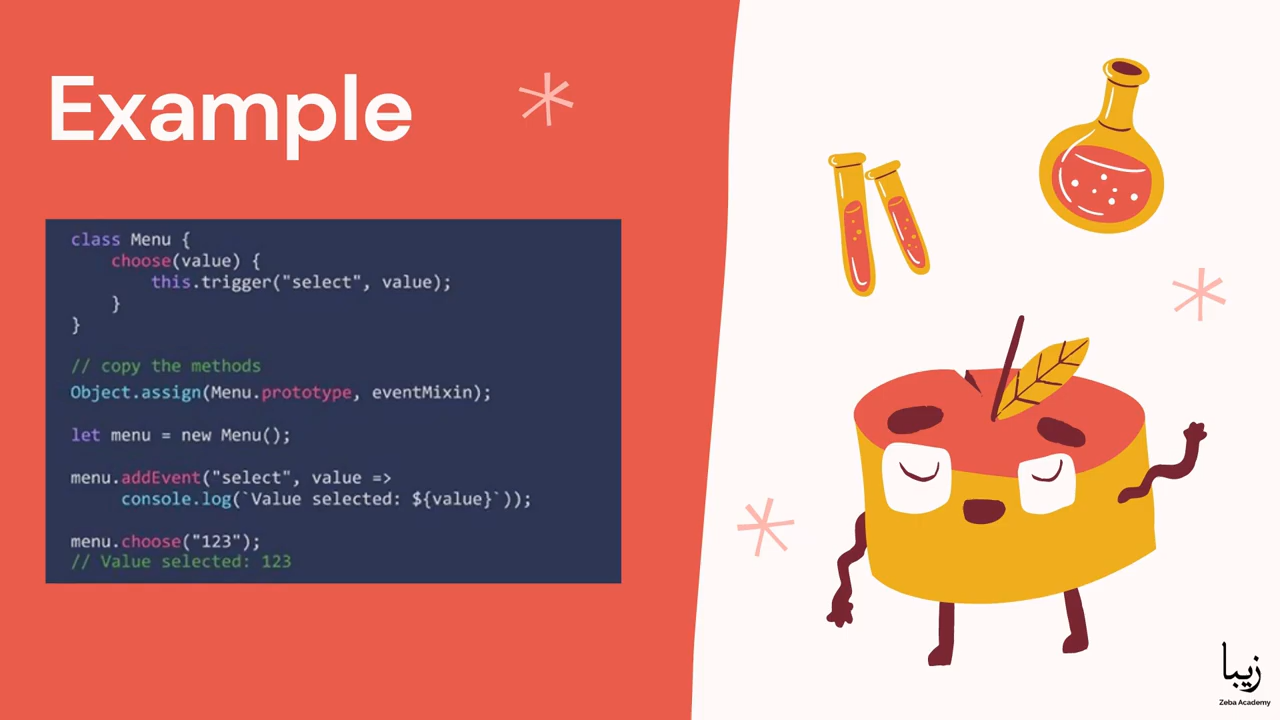 Example
class Menu {
    choose(value) {
        this.trigger("select", value);
    }
}
// copy the methods
Object.assign(Menu.prototype, eventMixin);
let menu = new Menu();
menu.addEvent("select", value =>
     console.log(`Value selected: ${value}`));
menu.choose("123");
// Value selected: 123
زیبا
Zeba Academy